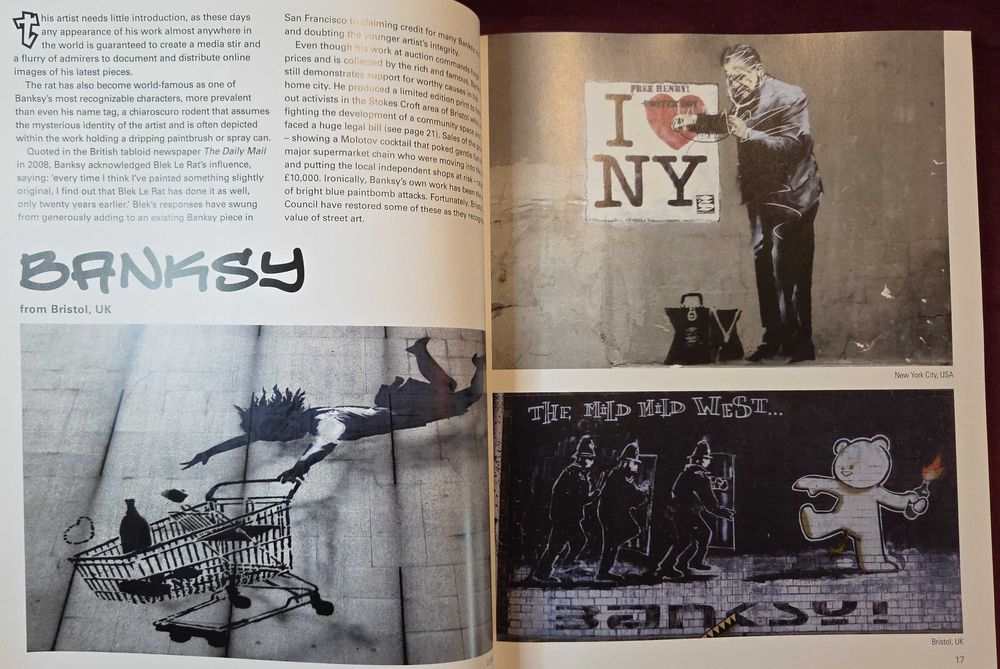 This artist needs little introduction, as these days
any appearance of his work almost anywhere in
the world is guaranteed to create a media stir and
a flurry of admirers to document and distribute online
images of his latest pieces.
The rat has also become world-famous as one of
Banksy's most recognizable characters, more prevalent
than even his name tag, a chiaroscuro rodent that assumes
the mysterious identity of the artist and is often depicted
within the work holding a dripping paintbrush or spray can.
Quoted in the British tabloid newspaper The Daily Mail
in 2008, Banksy acknowledged Blek Le Rat's influence,
saying: 'every time I think I've painted something slightly
original, I find out that Blek Le Rat has done it as well,
only twenty years earlier.' Blek's responses have swung
from generously adding to an existing Banksy piece in
San Francisco to claiming credit for many Banksy
and doubting the younger artist's integrity.
Even though his work at auction commands
prices and is collected by the rich and famous,
still demonstrates support for worthy causes in his
home city. He produced a limited edition print to
out activists in the Stokes Croft area of Bristol
fighting the development of a community space
faced a huge legal bill (see page 21). Sales of the
– showing a Molotov cocktail that poked gentle
major supermarket chain who were moving into
and putting the local independent shops at risk –
£10,000. Ironically, Banksy's own work has been the
of bright blue paintbomb attacks. Fortunately,
Council have restored some of these as they
value of street art.
BANKSY
from Bristol, UK
FREE HENRY!
POSTER BOY
I NY
New York City, USA
THE MILD MILD WEST...
BANKSY!
Bristol, UK
17